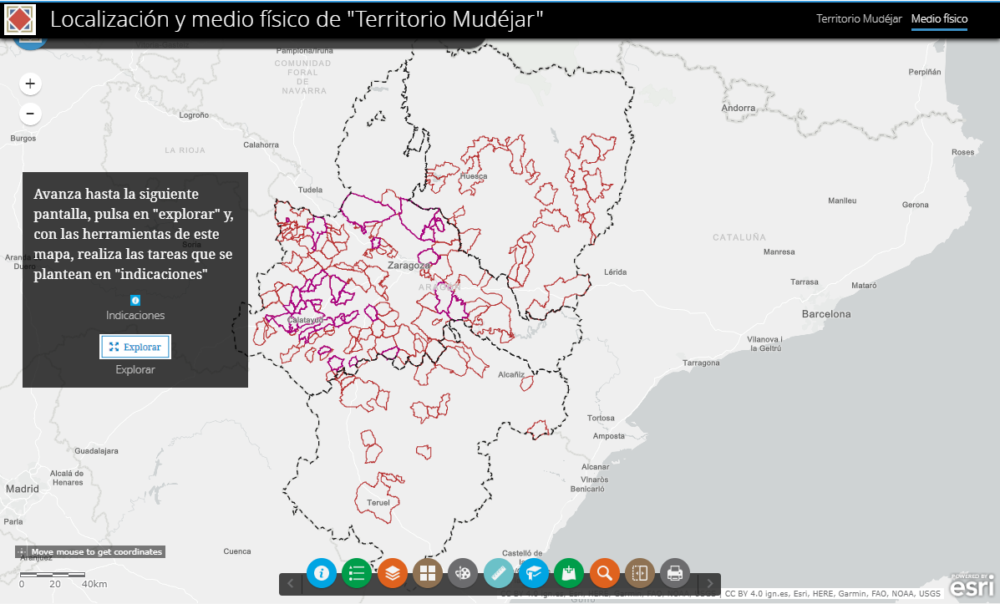 Localización y medio físico de "Territorio Mudéjar"
Territorio Mudéjar
Medio físico
Pamplona/Iruña
COMUNIDAD
FORAL
DE
NAVARRA
Perpiñán
+
−
Andorra
Logroño
Burgos
Calahorra
LA RIOJA
Roses
Huesca
Tudela
Manlleu
Gerona
Avanza hasta la siguiente
pantalla, pulsa en "explorar" y,
con las herramientas de este
mapa, realiza las tareas que se
plantean en "indicaciones"
Soria
Aranda
Duero
CATALUÑA
Manresa
Zaragoza
Lérida
ARAGÓN
Tarrasa
Mataró
Indicaciones
Calatayud
Barcelona
Explorar
Explorar
Vilanova i
la Geltrú
Tarragona
Alcañiz
Tortosa
Amposta
Guadalajara
Alcalá de
Henares
Alcanar
Vinaròs
Benicarló
Madrid
Teruel
Parla
Move mouse to get coordinates
Aranjuez
Cuenca
Castelló de
la
0 20 40km
CC BY 4.0 ign.es, Esri, HERE, Garmin, FAO, NOAA, USGS
POWERED BY
esri